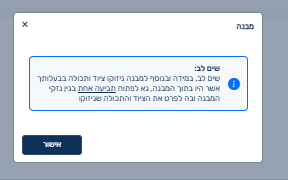 מבנה
שים לב:
שים לב, במידה ובנוסף למבנה ניזוקו ציוד ותכולה בבעלותך
אשר היו בתוך המבנה, נא לפתוח תביעה אחת בגין נזקי
המבנה ובה לפרט את הציוד והתכולה שניזוקו
אישור